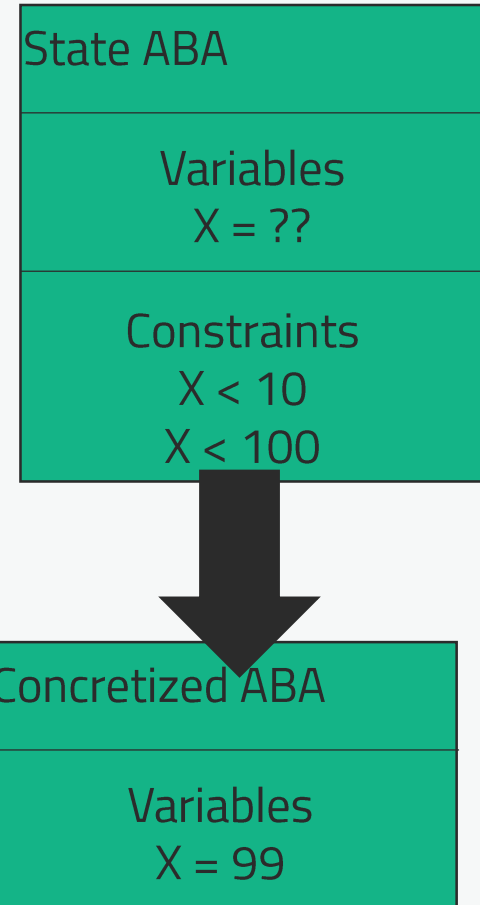 State ABA
Variables
X = ??
Constraints
X < 10
X < 100
Concretized ABA
Variables
X = 99